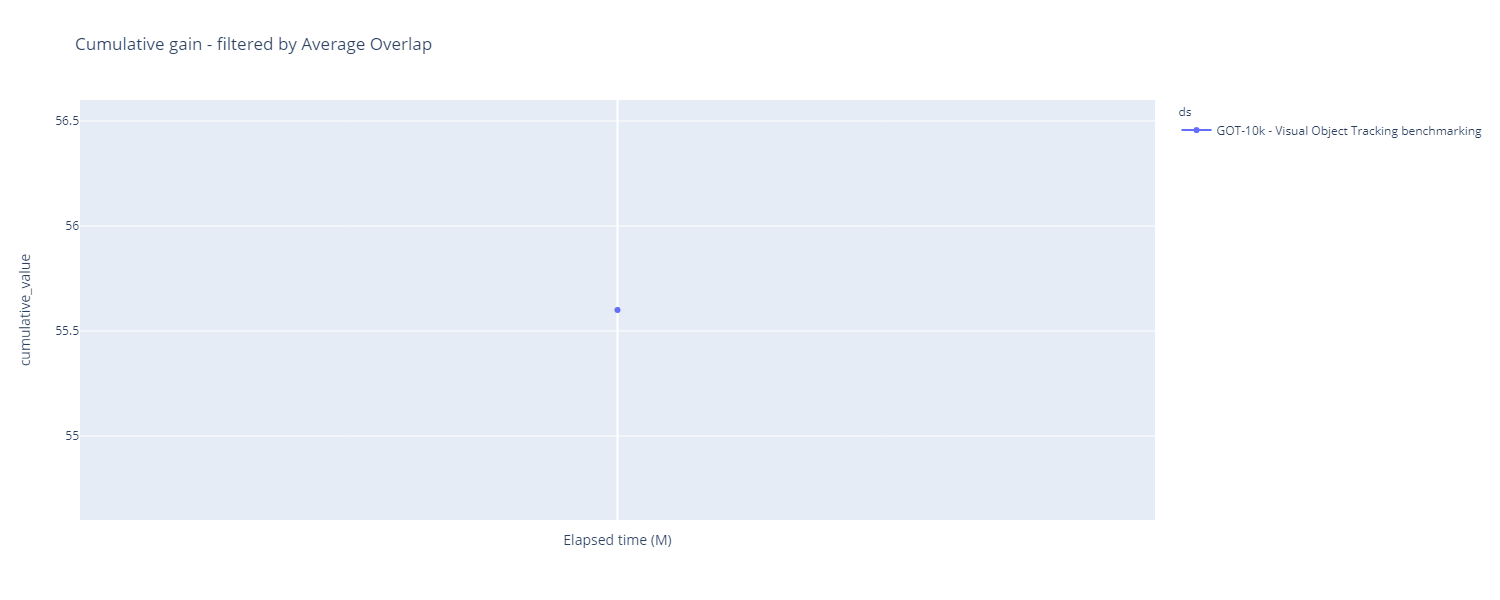 Cumulative gain - filtered by Average Overlap
56.5
56
55.5
55
cumulative_value
Elapsed time (M)
ds
GOT-10k - Visual Object Tracking benchmarking